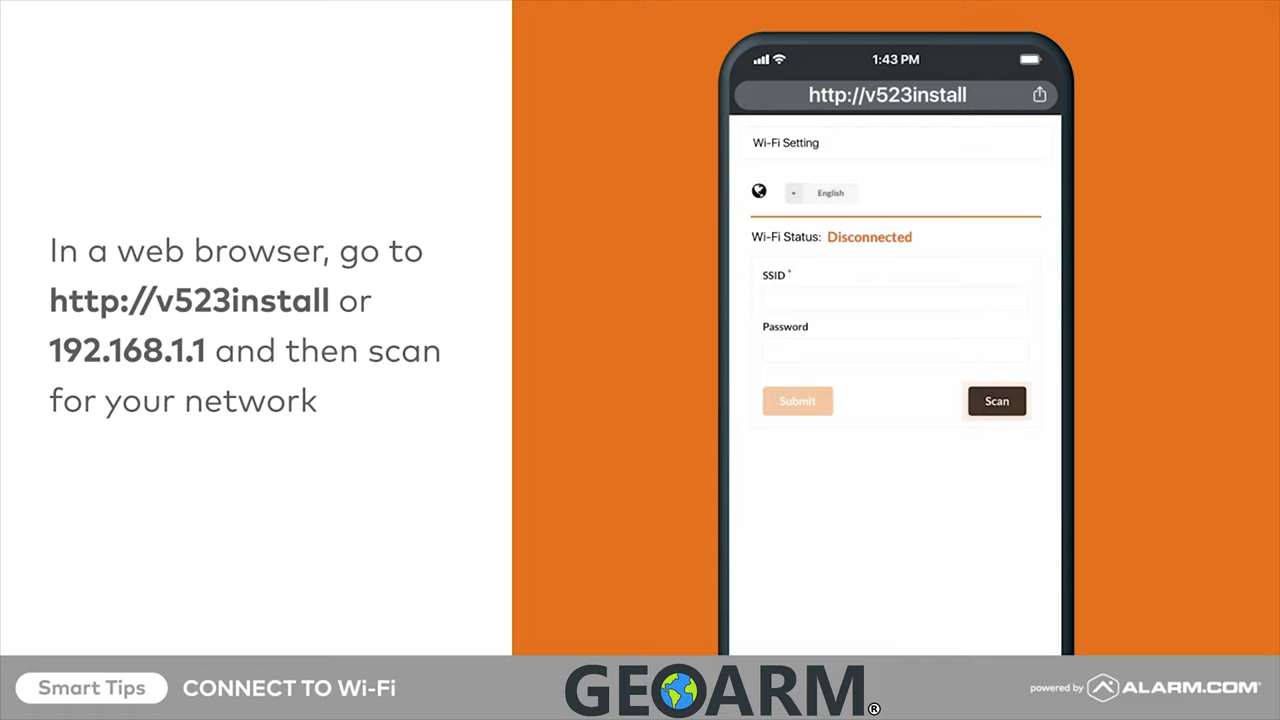 In a web browser, go to
http://v523install or
192.168.1.1 and then scan
for your network
1:43 PM
http://v523install
Wi-Fi Setting
English
Wi-Fi Status: Disconnected
SSID *
Password
Submit
Scan
Smart Tips
CONNECT TO Wi-Fi
GEOARM®
powered by ALARM.COM®